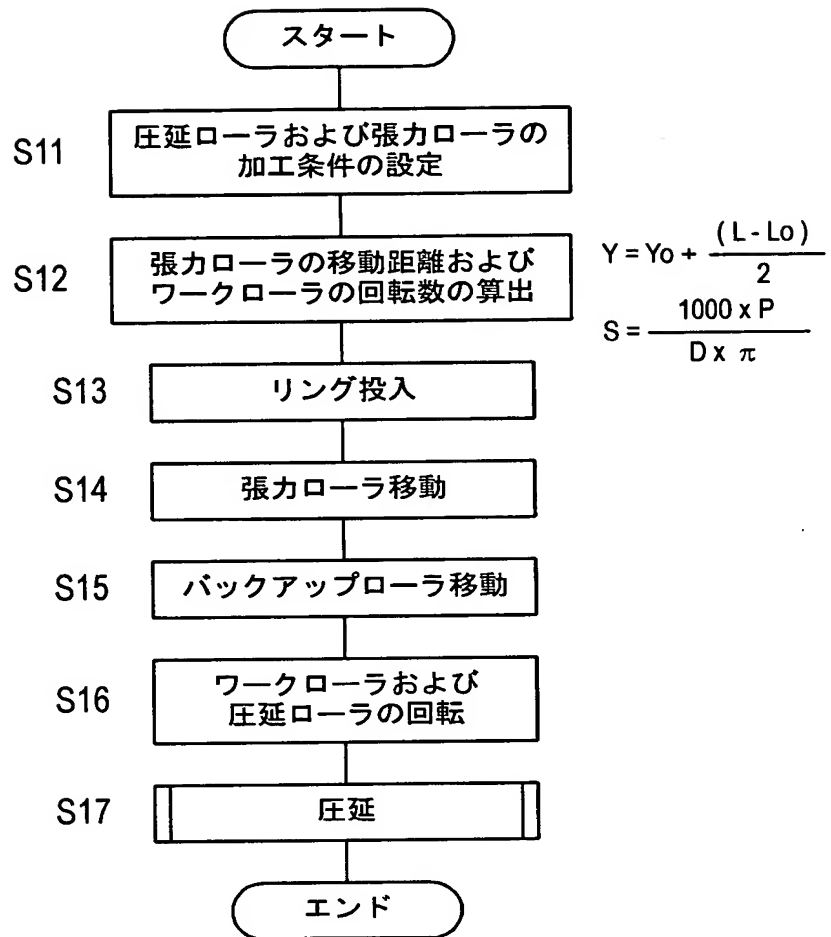 スタート
S11
圧延ローラおよび張力ローラの
加工条件の設定
S12
張力ローラの移動距離および
ワークローラの回転数の算出
Y = Yo + (L - Lo) / 2
S = 1000 x P / D x π
S13
リング投入
S14
張力ローラ移動
S15
バックアップローラ移動
S16
ワークローラおよび
圧延ローラの回転
S17
圧延
エンド